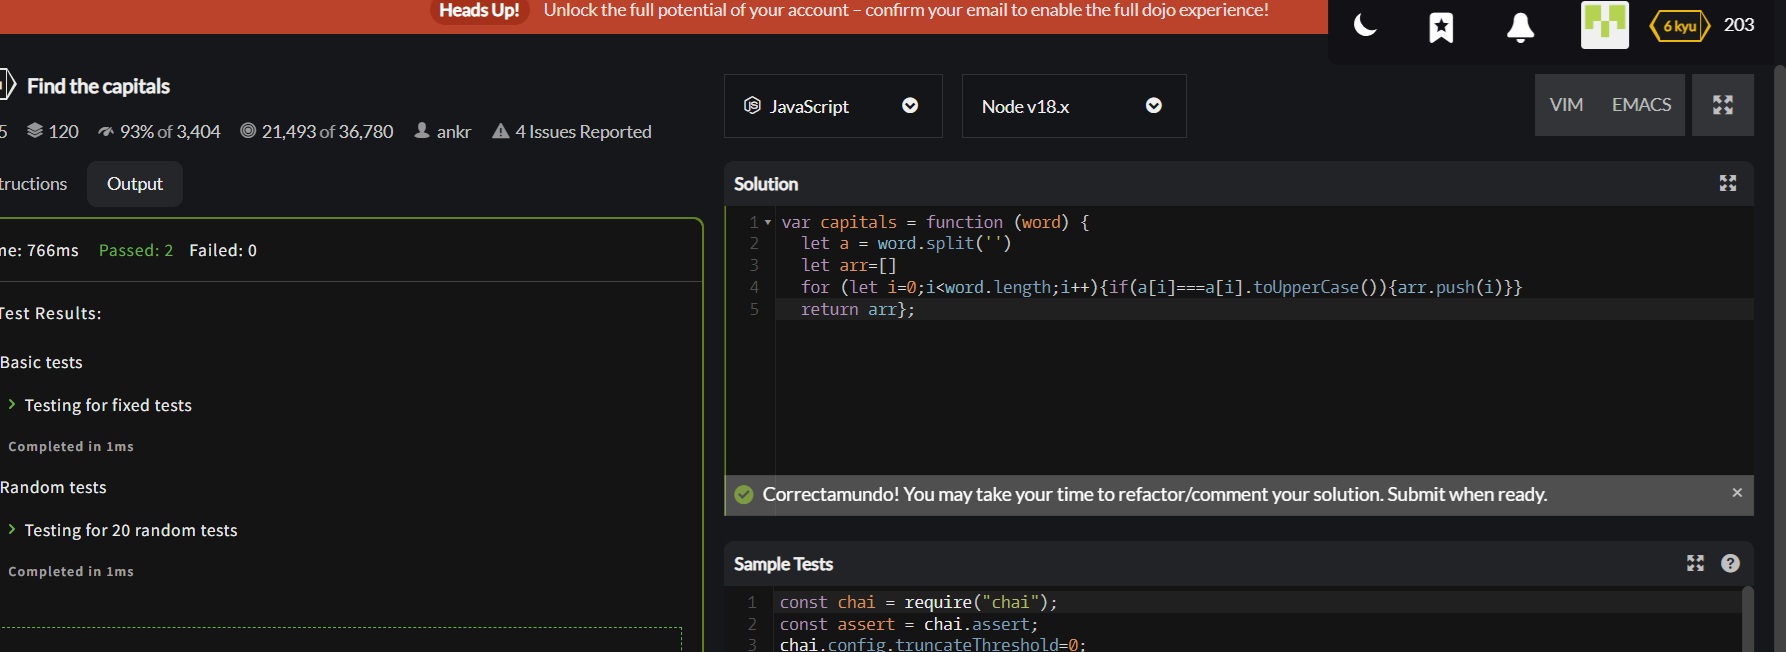 Heads Up! Unlock the full potential of your account – confirm your email to enable the full dojo experience!
6 kyu 203
Find the capitals
5 120 93% of 3,404 21,493 of 36,780 ankr 4 Issues Reported
tructions Output
me: 766ms Passed: 2 Failed: 0
Test Results:
Basic tests
Testing for fixed tests
Completed in 1ms
Random tests
Testing for 20 random tests
Completed in 1ms
JavaScript
Node v18.x
VIM EMACS
Solution
1 var capitals = function (word) {
2 let a = word.split('')
3 let arr=[]
4 for (let i=0;i<word.length;i++){if(a[i]===a[i].toUpperCase()){arr.push(i)}}
5 return arr};
Correctamundo! You may take your time to refactor/comment your solution. Submit when ready. ×
Sample Tests ?
1 const chai = require("chai");
2 const assert = chai.assert;
3 chai.config.truncateThreshold=0;